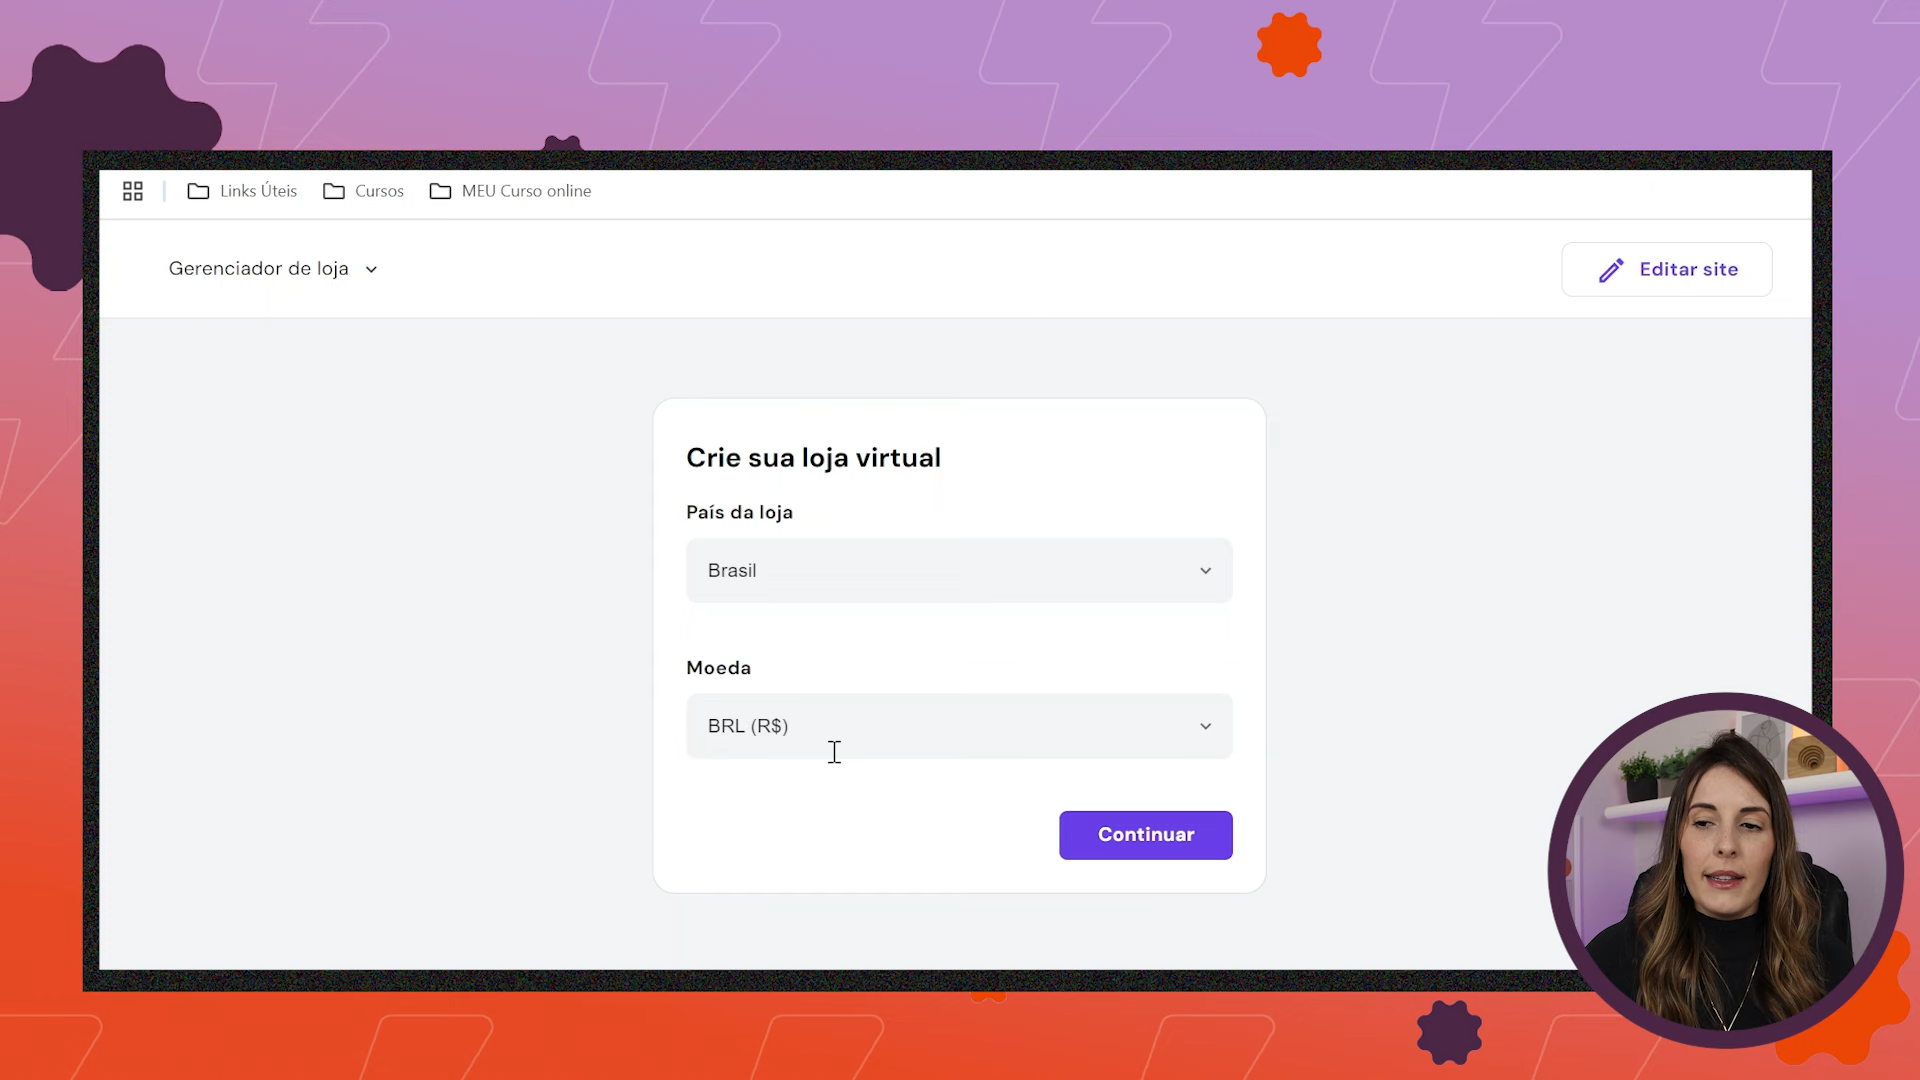 Links Úteis
Cursos
MEU Curso online
Gerenciador de loja
Editar site
Crie sua loja virtual
País da loja
Brasil
Moeda
BRL (R$)
Continuar